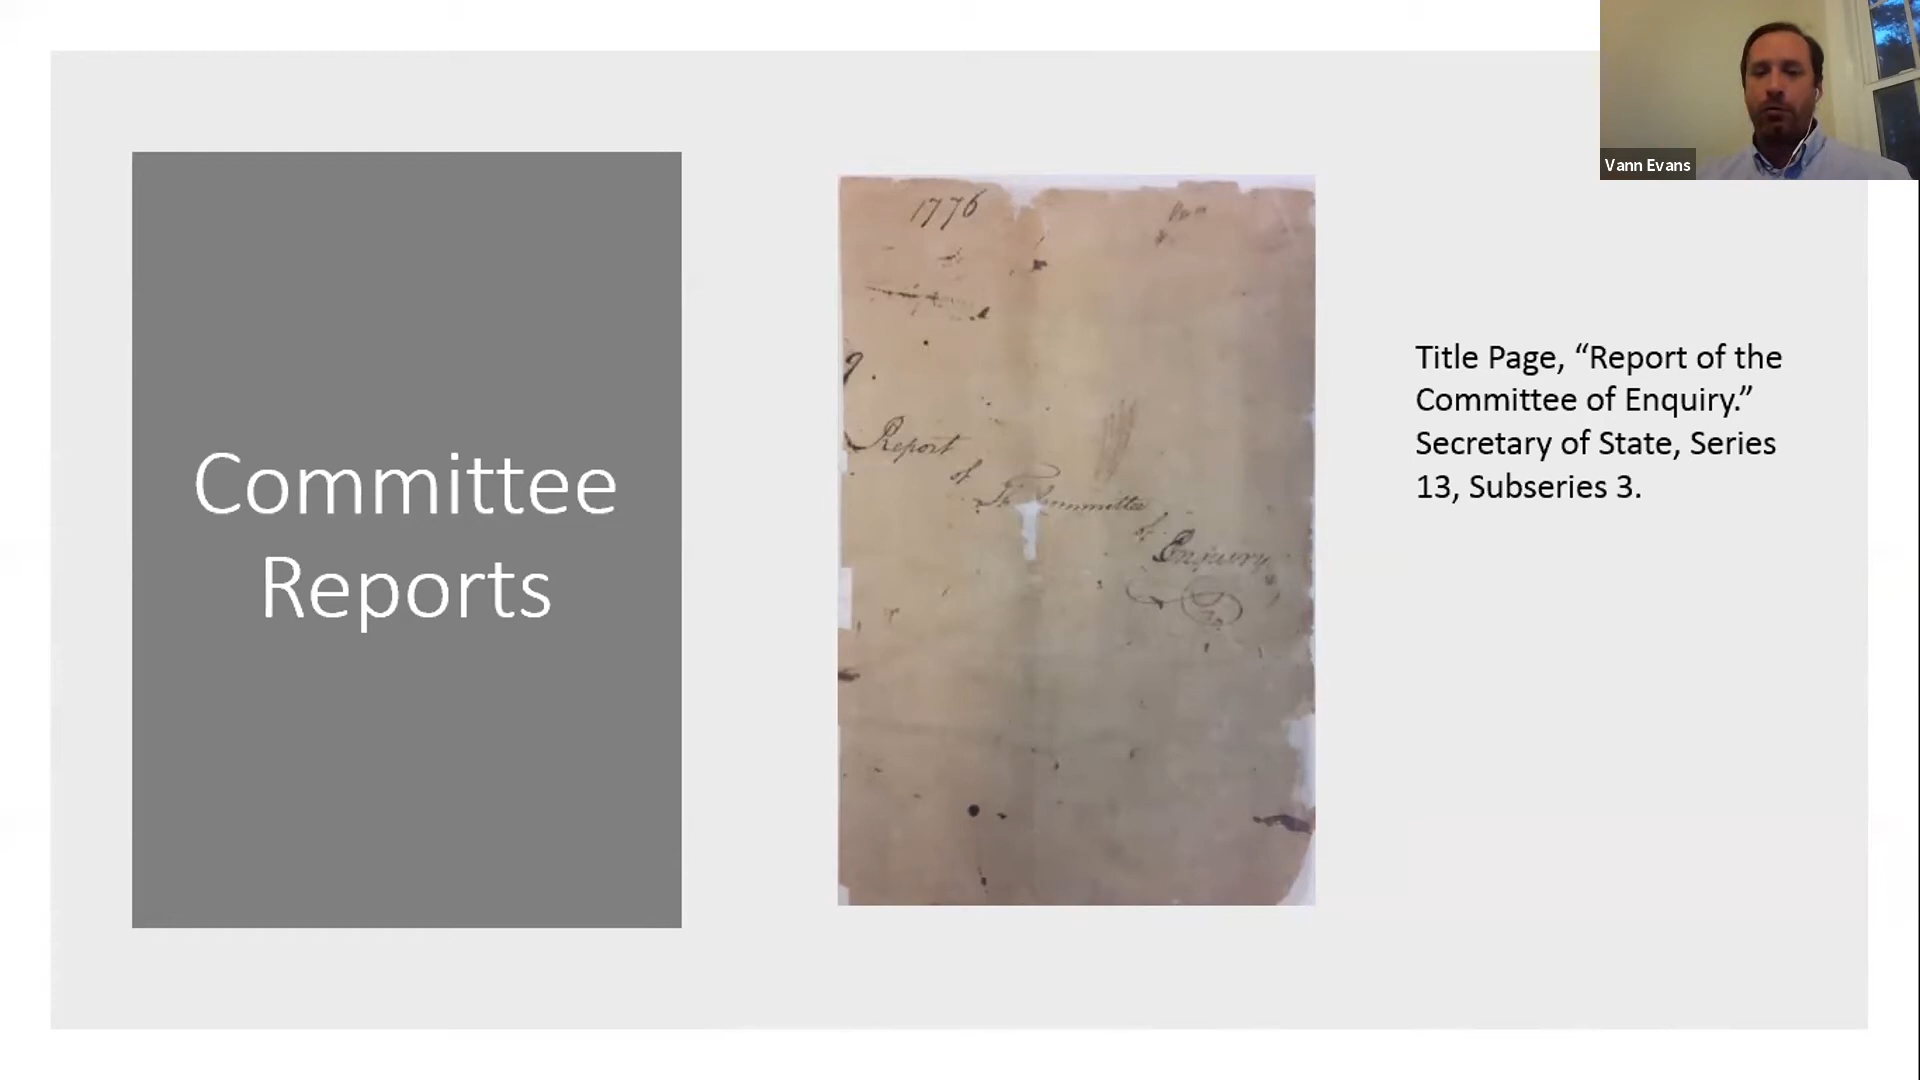 Vann Evans
Committee
Reports
1776
9.
Report
of
The Committee
of
Enquiry
Title Page, “Report of the
Committee of Enquiry.”
Secretary of State, Series
13, Subseries 3.